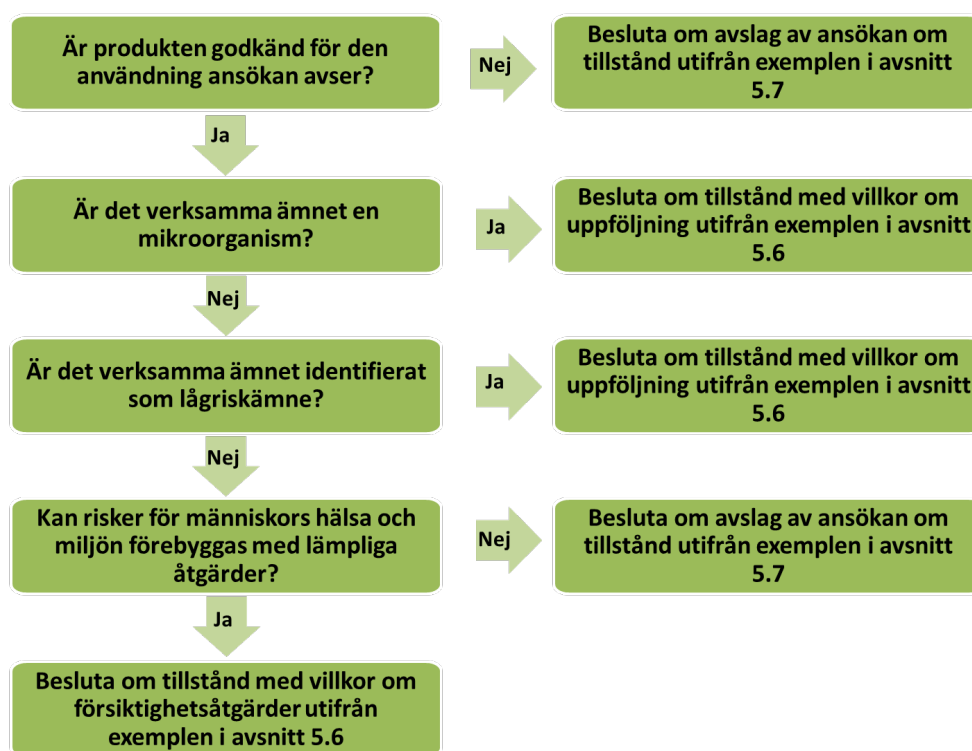 Är produkten godkänd för den
användning ansökan avser?
Nej
Besluta om avslag av ansökan om
tillstånd utifrån exemplen i avsnitt
5.7
Ja
Är det verksamma ämnet en
mikroorganism?
Ja
Besluta om tillstånd med villkor om
uppföljning utifrån exemplen i avsnitt
5.6
Nej
Är det verksamma ämnet identifierat
som lågriskämne?
Ja
Besluta om tillstånd med villkor om
uppföljning utifrån exemplen i avsnitt
5.6
Nej
Kan risker för människors hälsa och
miljön förebyggas med lämpliga
åtgärder?
Nej
Besluta om avslag av ansökan om
tillstånd utifrån exemplen i avsnitt
5.7
Ja
Besluta om tillstånd med villkor om
försiktighetsåtgärder utifrån
exemplen i avsnitt 5.6